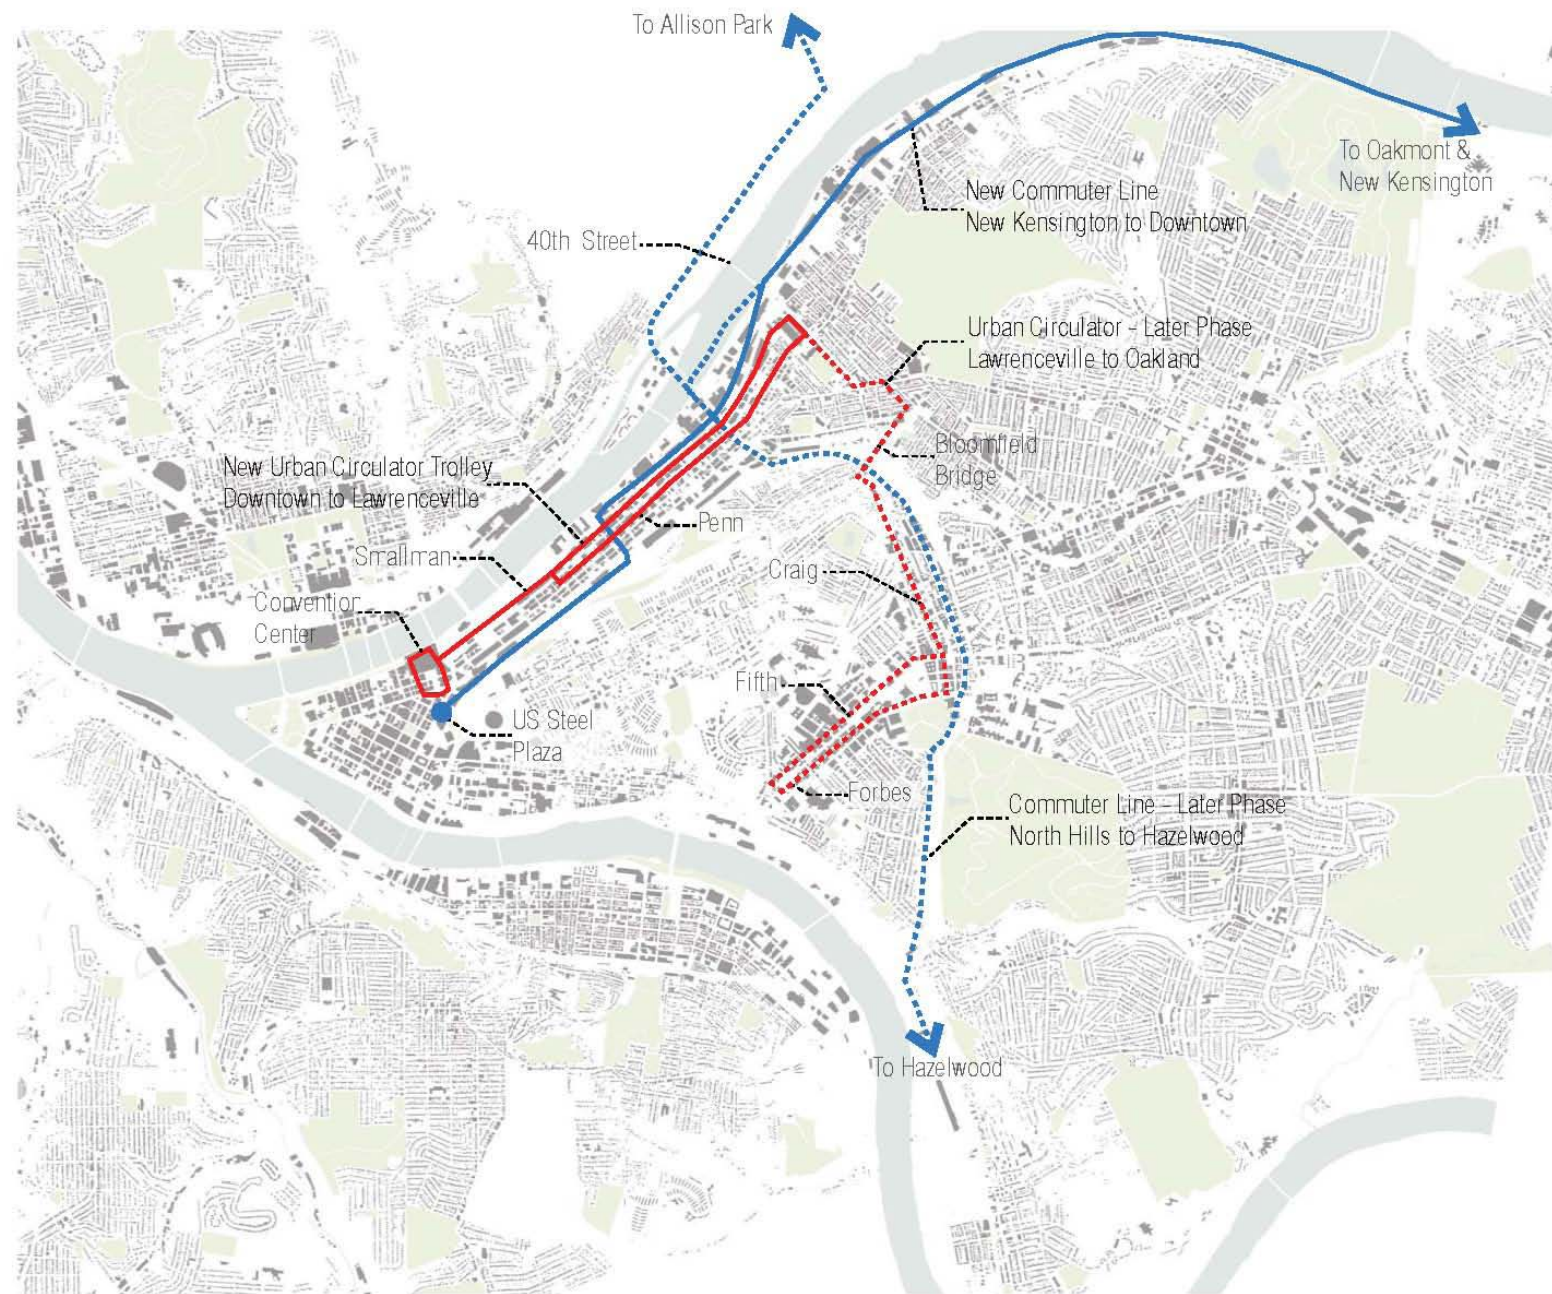 To Allison Park
To Oakmont &
New Kensington
New Commuter Line
New Kensington to Downtown
40th Street
Urban Circulator - Later Phase
Lawrenceville to Oakland
Bloomfield
Bridge
New Urban Circulator Trolley
Downtown to Lawrenceville
Penn
Smallman
Craig
Convention
Center
Fifth
US Steel
Plaza
Forbes
Commuter Line - Later Phase
North Hills to Hazelwood
To Hazelwood